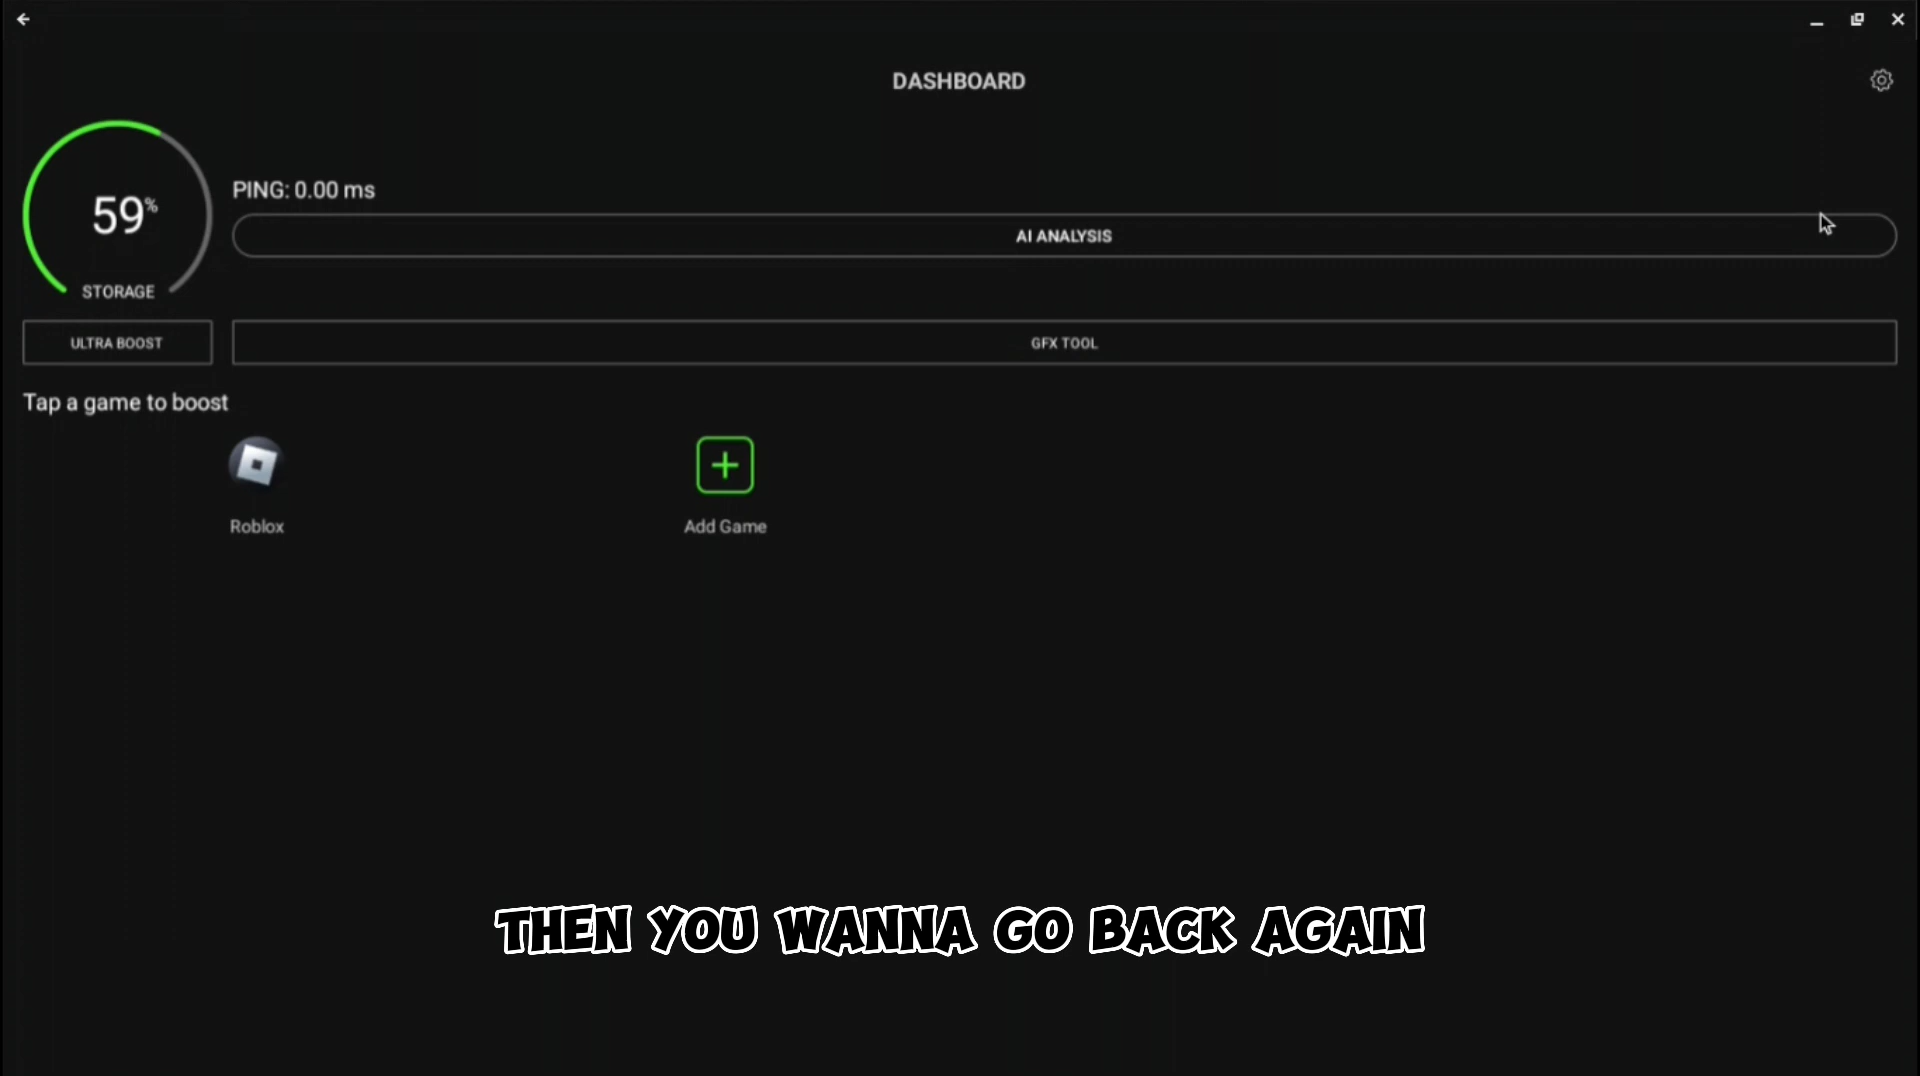 DASHBOARD
59%
STORAGE
PING: 0.00 ms
AI ANALYSIS
ULTRA BOOST
GFX TOOL
Tap a game to boost
Roblox
Add Game
THEN YOU WANNA GO BACK AGAIN